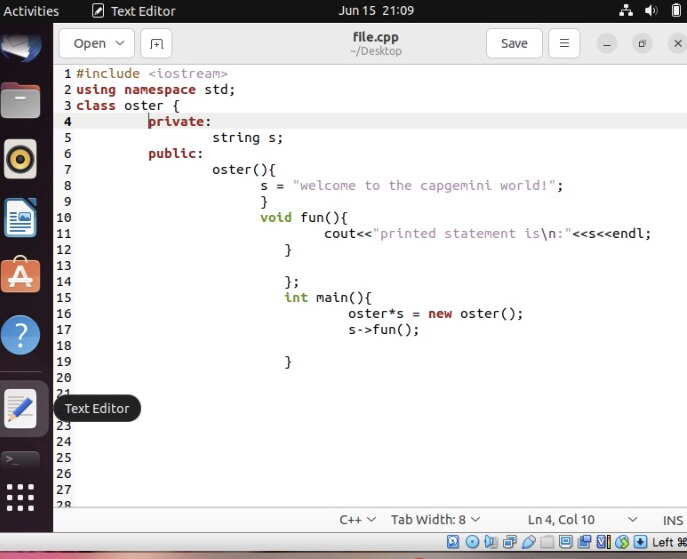 Activities Text Editor Jun 15 21:09
Open file.cpp Save
~/Desktop
1 #include <iostream>
2 using namespace std;
3 class oster {
4 private:
5 string s;
6 public:
7 oster(){
8 s = "welcome to the capgemini world!";
9 }
10 void fun(){
11 cout<<"printed statement is\n:"<<s<<endl;
12 }
13
14 };
15 int main(){
16 oster*s = new oster();
17 s->fun();
18
19 }
20
21
Text Editor
23
24
25
26
27
28
C++ Tab Width: 8 Ln 4, Col 10 INS
Left ⌘